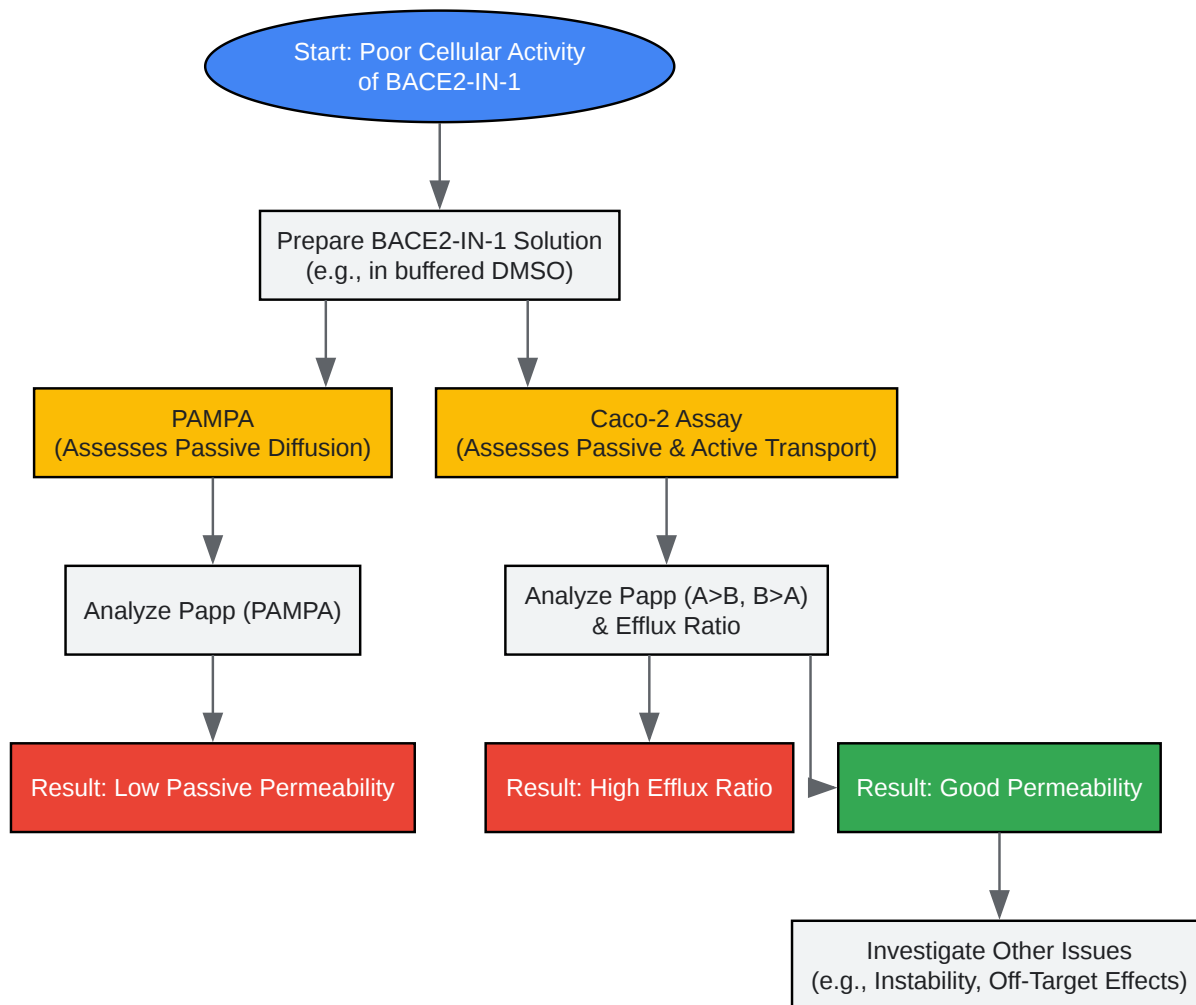 Start: Poor Cellular Activity
of BACE2-IN-1
Prepare BACE2-IN-1 Solution
(e.g., in buffered DMSO)
PAMPA
(Assesses Passive Diffusion)
Caco-2 Assay
(Assesses Passive & Active Transport)
Analyze Papp (PAMPA)
Analyze Papp (A>B, B>A)
& Efflux Ratio
Result: Low Passive Permeability
Result: High Efflux Ratio
Result: Good Permeability
Investigate Other Issues
(e.g., Instability, Off-Target Effects)